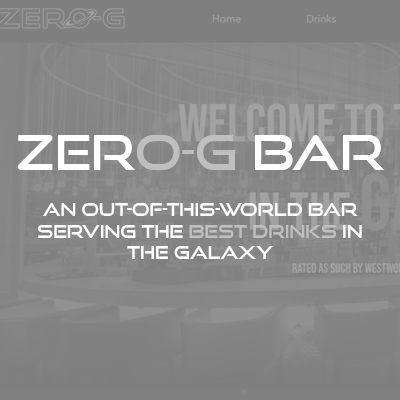 ZERO-G
Home
Drinks
WELCOME TO T
ZERO-G BAR
IN THE GA
AN OUT-OF-THIS-WORLD BAR
SERVING THE BEST DRINKS IN
THE GALAXY
RATED AS SUCH BY WESTWO